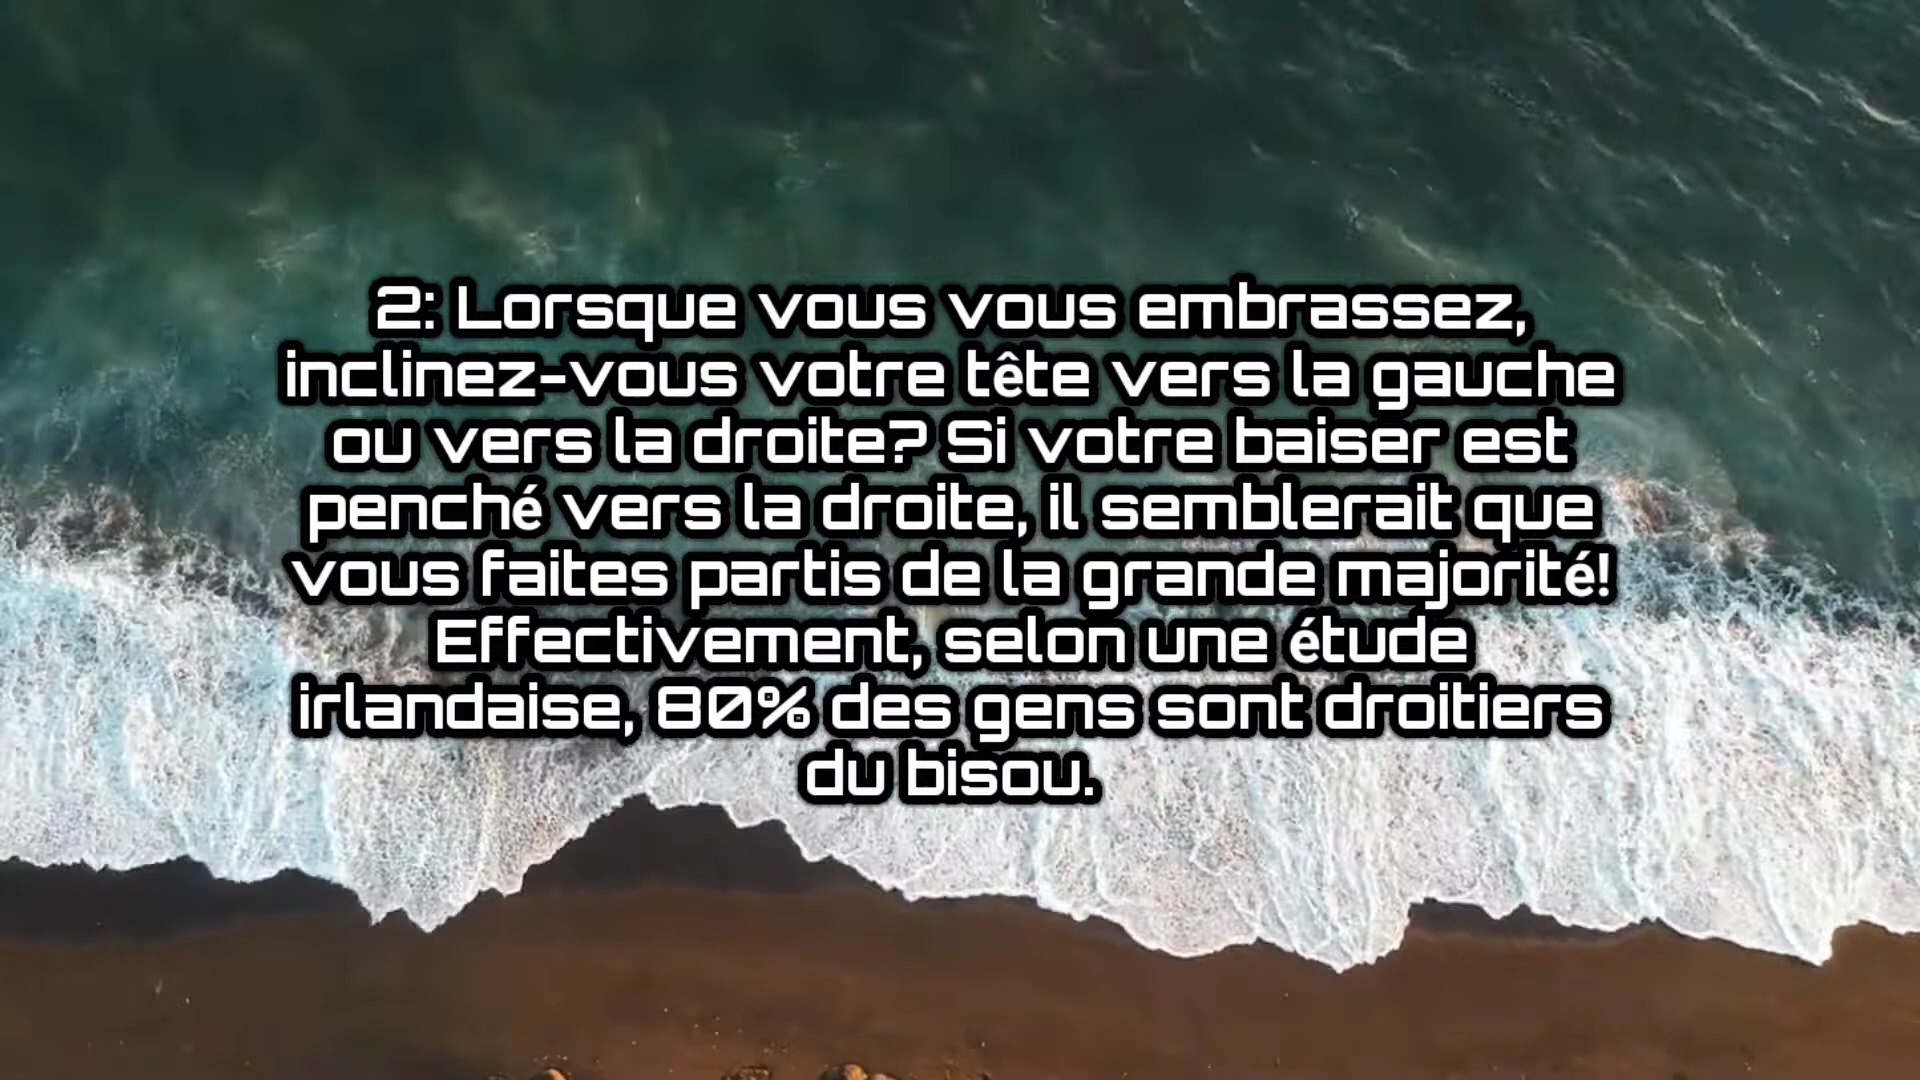 2: Lorsque vous vous embrassez,
inclinez-vous votre tête vers la gauche
ou vers la droite? Si votre baiser est
penché vers la droite, il semblerait que
vous faites partis de la grande majorité!
Effectivement, selon une étude
irlandaise, 80% des gens sont droitiers
du bisou.